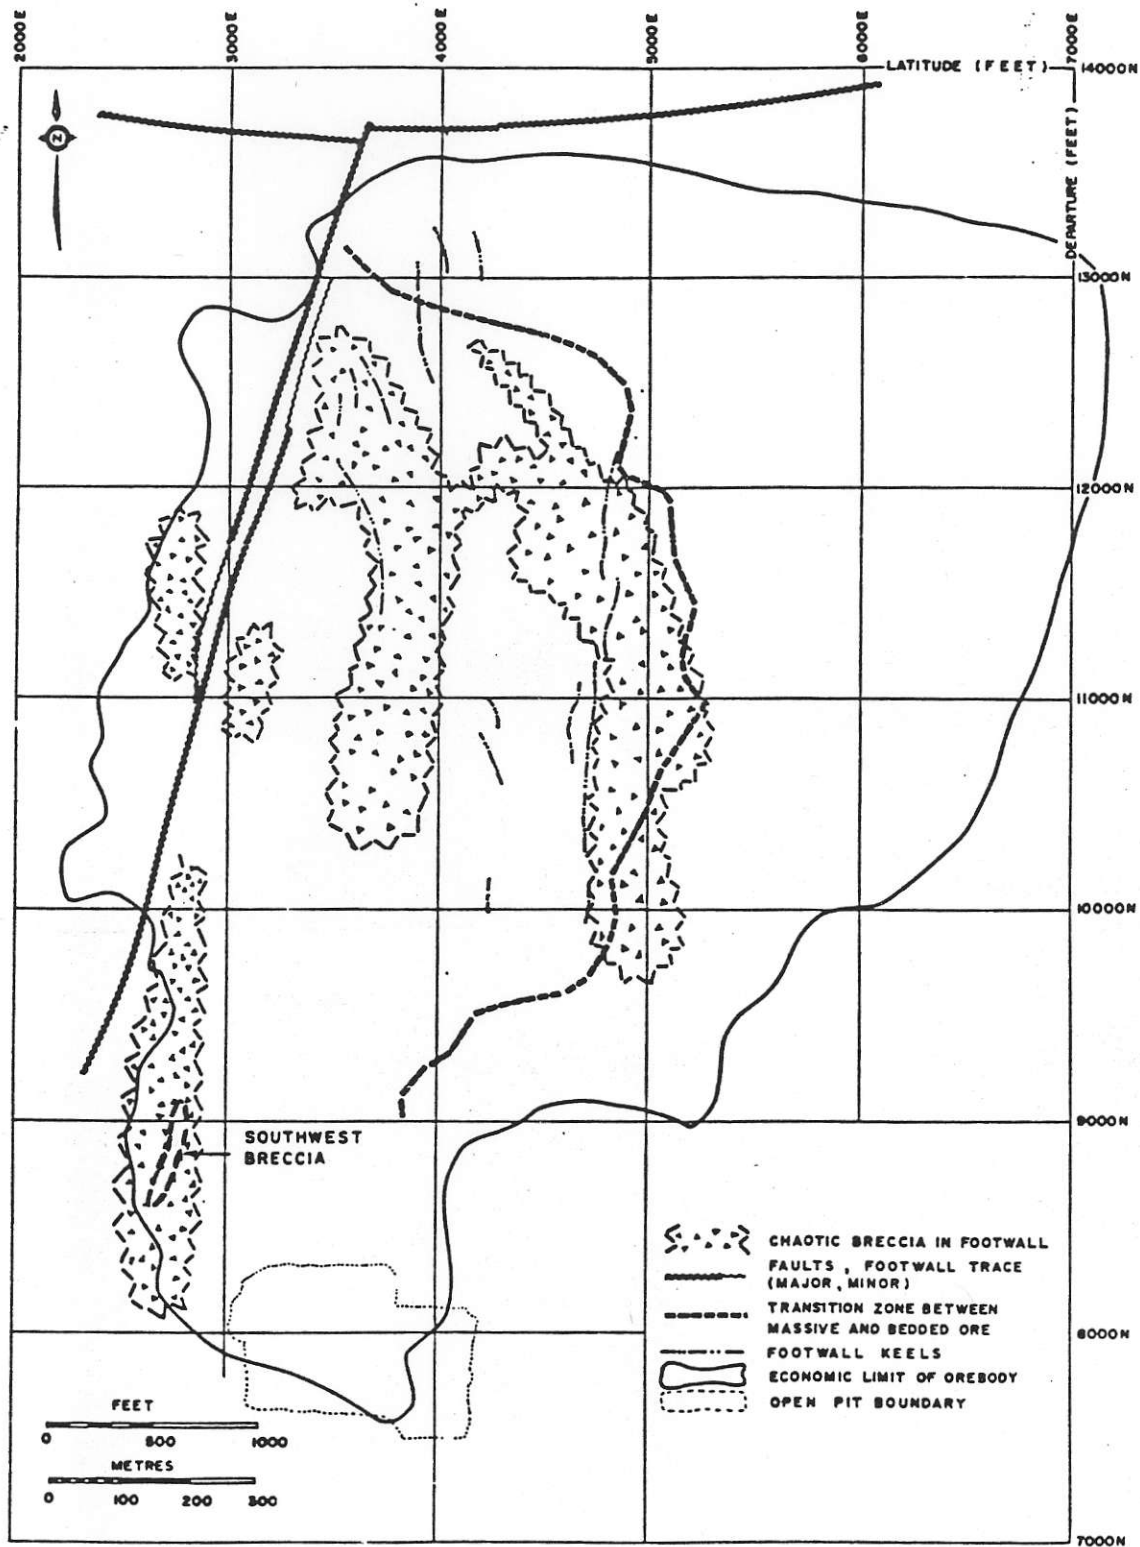 2000E
3000E
4000E
5000E
6000E
7000E
LATITUDE (FEET)
14000N
DEPARTURE (FEET)
N
13000N
12000N
11000N
10000N
9000N
SOUTHWEST
BRECCIA
CHAOTIC BRECCIA IN FOOTWALL
FAULTS, FOOTWALL TRACE
(MAJOR, MINOR)
TRANSITION ZONE BETWEEN
MASSIVE AND BEDDED ORE
8000N
FOOTWALL KEELS
ECONOMIC LIMIT OF OREBODY
OPEN PIT BOUNDARY
FEET
0 500 1000
METRES
0 100 200 300
7000N